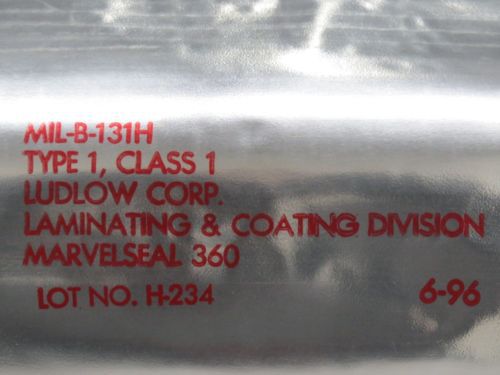 MIL-B-131H
TYPE 1, CLASS 1
LUDLOW CORP.
LAMINATING & COATING DIVISION
MARVELSEAL 360
LOT NO. H-234 6-96